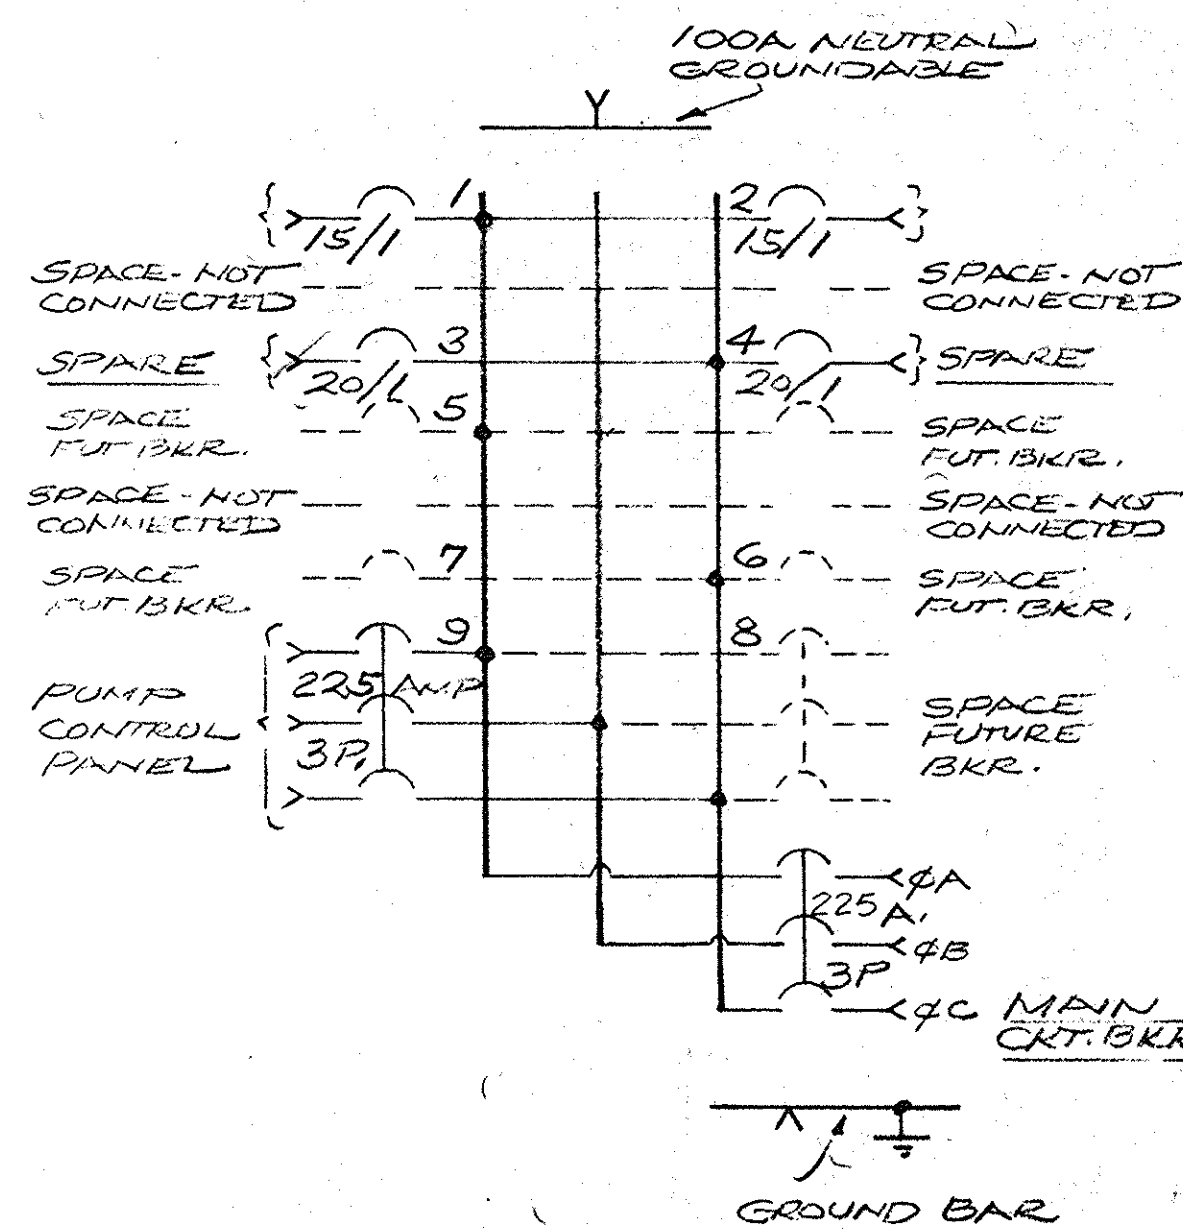 100A NEUTRAL
GROUNDABLE
1
2
15/1
15/1
SPACE - NOT
CONNECTED
SPACE - NOT
CONNECTED
3
4
SPARE
20/1
20/1
SPARE
5
SPACE
FUT BKR.
SPACE
FUT. BKR.
SPACE - NOT
CONNECTED
SPACE - NOT
CONNECTED
7
6
SPACE
FUT. BKR.
SPACE
FUT. BKR.
9
8
PUMP
CONTROL
PANEL
225 AMP
3P.
SPACE
FUTURE
BKR.
225
A.
3P
ØA
ØB
ØC
MAIN
CKT. BKR
GROUND BAR